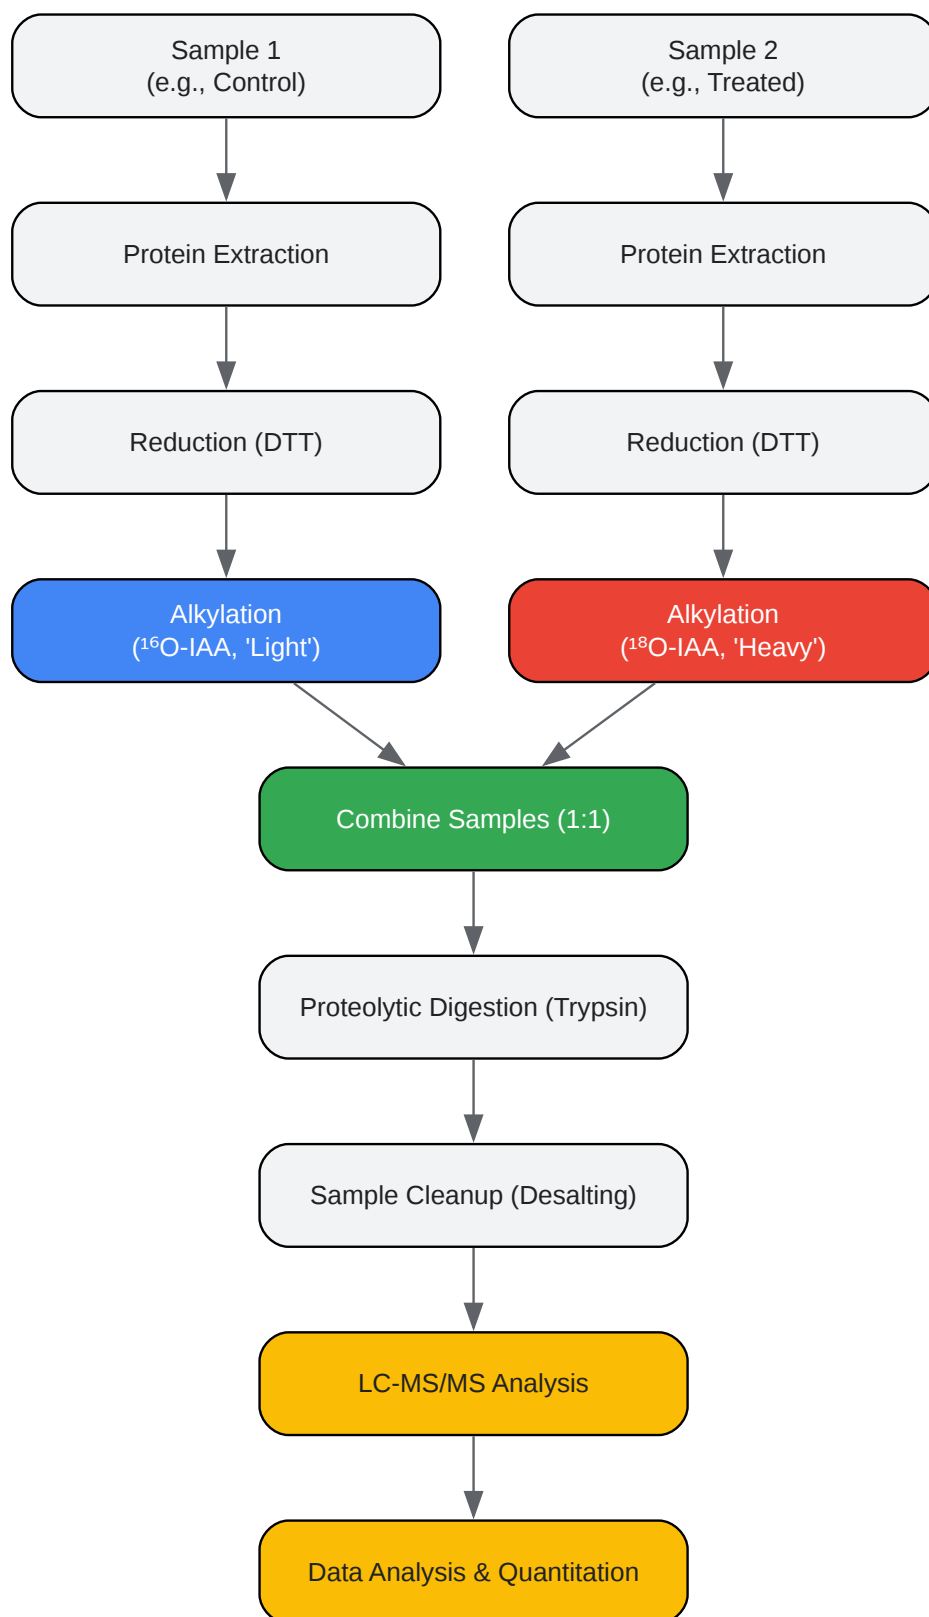 Sample 1
(e.g., Control)
Sample 2
(e.g., Treated)
Protein Extraction
Protein Extraction
Reduction (DTT)
Reduction (DTT)
Alkylation
(¹⁶O-IAA, 'Light')
Alkylation
(¹⁸O-IAA, 'Heavy')
Combine Samples (1:1)
Proteolytic Digestion (Trypsin)
Sample Cleanup (Desalting)
LC-MS/MS Analysis
Data Analysis & Quantitation